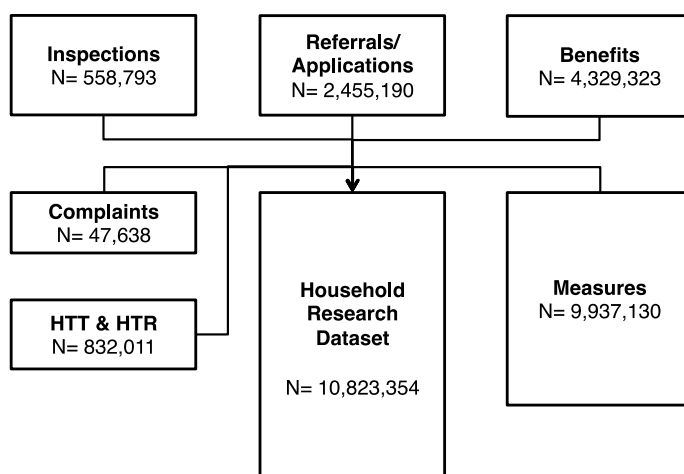 Inspections
N= 558,793
Referrals/
Applications
N= 2,455,190
Benefits
N= 4,329,323
Complaints
N= 47,638
HTT & HTR
N= 832,011
Household
Research
Dataset
N= 10,823,354
Measures
N= 9,937,130